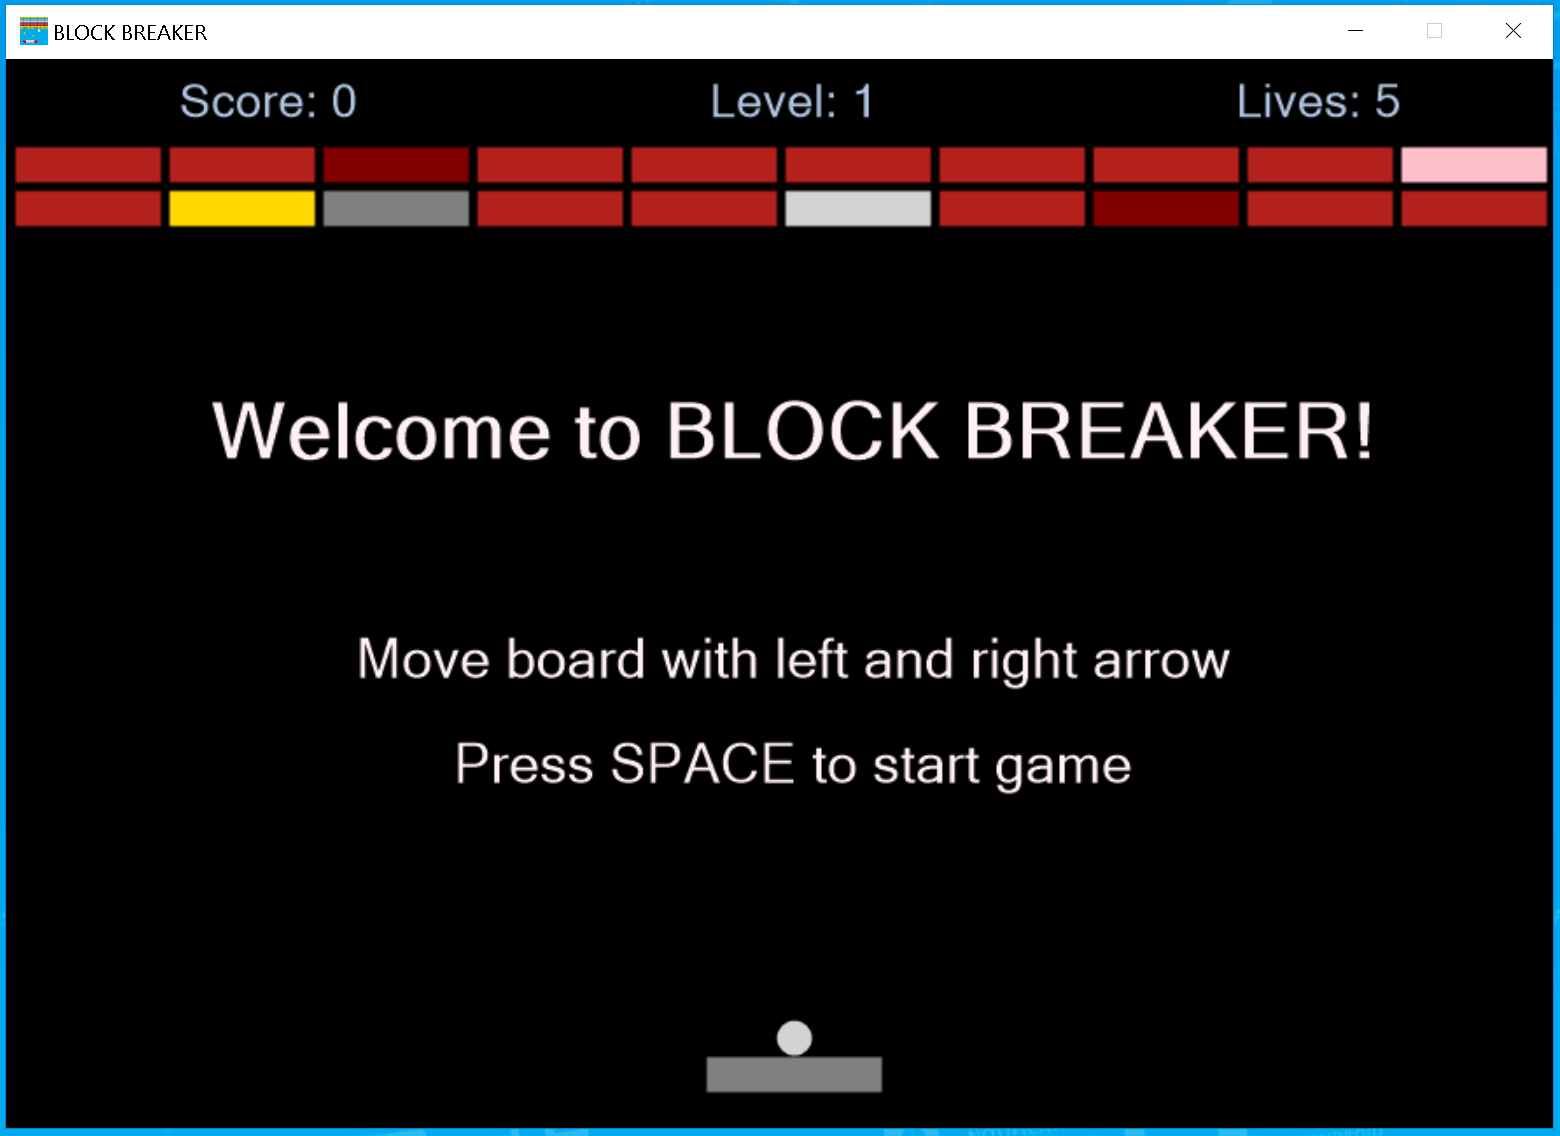 BLOCK BREAKER
Score: 0 Level: 1 Lives: 5
Welcome to BLOCK BREAKER!
Move board with left and right arrow
Press SPACE to start game